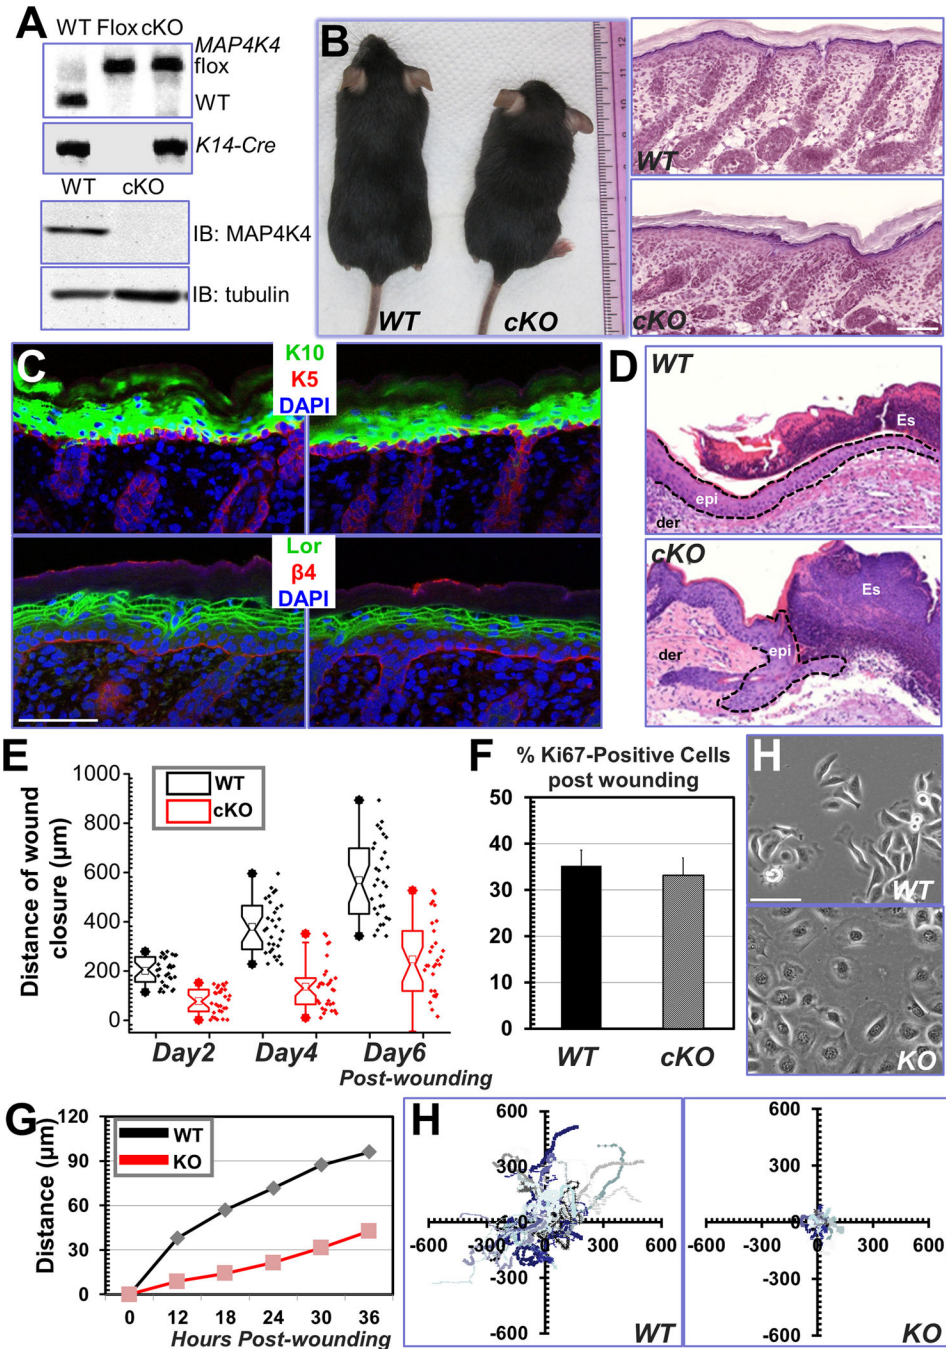 A
WT Flox cKO
MAP4K4
flox
WT
K14-Cre
WT cKO
IB: MAP4K4
IB: tubulin
B
WT
cKO
WT
cKO
C
K10
K5
DAPI
Lor
β4
DAPI
D
WT
Es
epi
der
cKO
Es
epi
der
E
Distance of wound
closure (µm)
1000
800
600
400
200
0
WT
cKO
Day2 Day4 Day6
Post-wounding
F
% Ki67-Positive Cells
post wounding
50
40
30
20
10
0
WT cKO
H
WT
KO
G
Distance (µm)
120
90
60
30
0
WT
KO
0 12 18 24 30 36
Hours Post-wounding
H
600
300
0
-600 -300 0 300 600
-300
-600
WT
600
300
0
-600 -300 0 300 600
-300
-600
KO